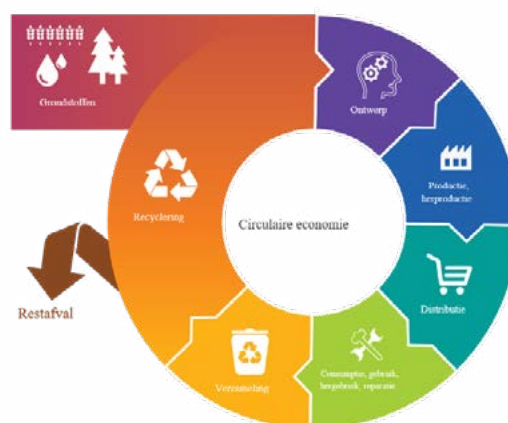 Grondstoffen
Ontwerp
Productie,
herproductie
Distributie
Consumptie, gebruik,
hergebruik, reparatie
Verzameling
Recyclering
Restafval
Circulaire economie